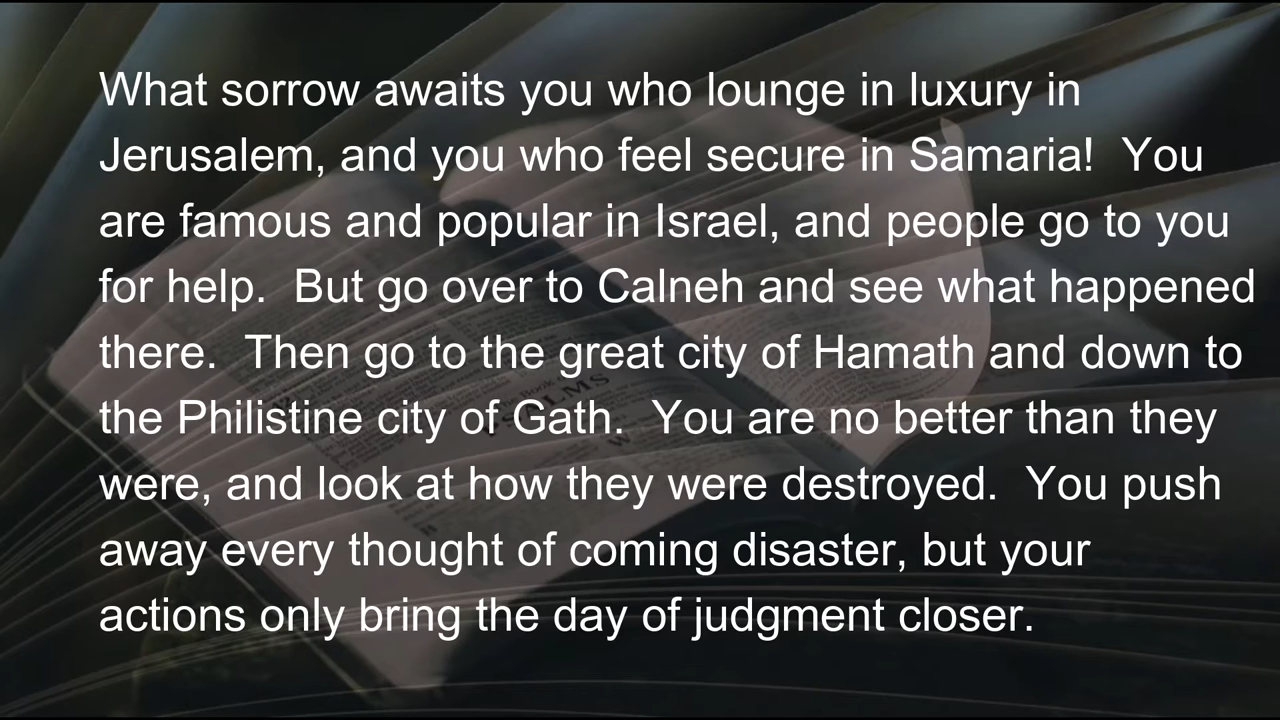 What sorrow awaits you who lounge in luxury in
Jerusalem, and you who feel secure in Samaria!  You
are famous and popular in Israel, and people go to you
for help.  But go over to Calneh and see what happened
there.  Then go to the great city of Hamath and down to
the Philistine city of Gath.  You are no better than they
were, and look at how they were destroyed.  You push
away every thought of coming disaster, but your
actions only bring the day of judgment closer.